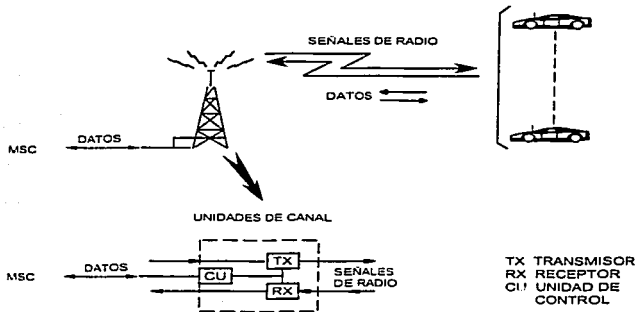 SEÑALES DE RADIO
DATOS
DATOS
MSC
UNIDADES DE CANAL
TX
DATOS
MSC
CU
SEÑALES
DE RADIO
RX
TX TRANSMISOR
RX RECEPTOR
CU UNIDAD DE
CONTROL